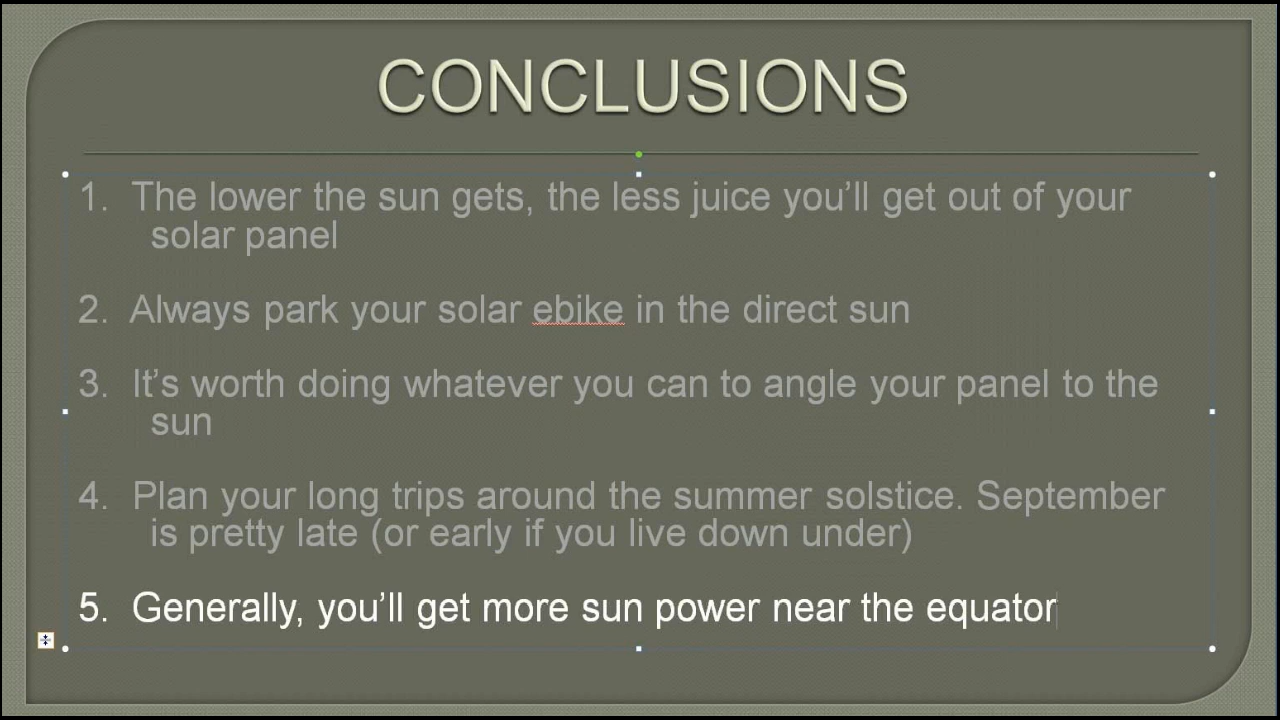 CONCLUSIONS
1. The lower the sun gets, the less juice you’ll get out of your
solar panel
2. Always park your solar ebike in the direct sun
3. It’s worth doing whatever you can to angle your panel to the
sun
4. Plan your long trips around the summer solstice. September
is pretty late (or early if you live down under)
5. Generally, you’ll get more sun power near the equator